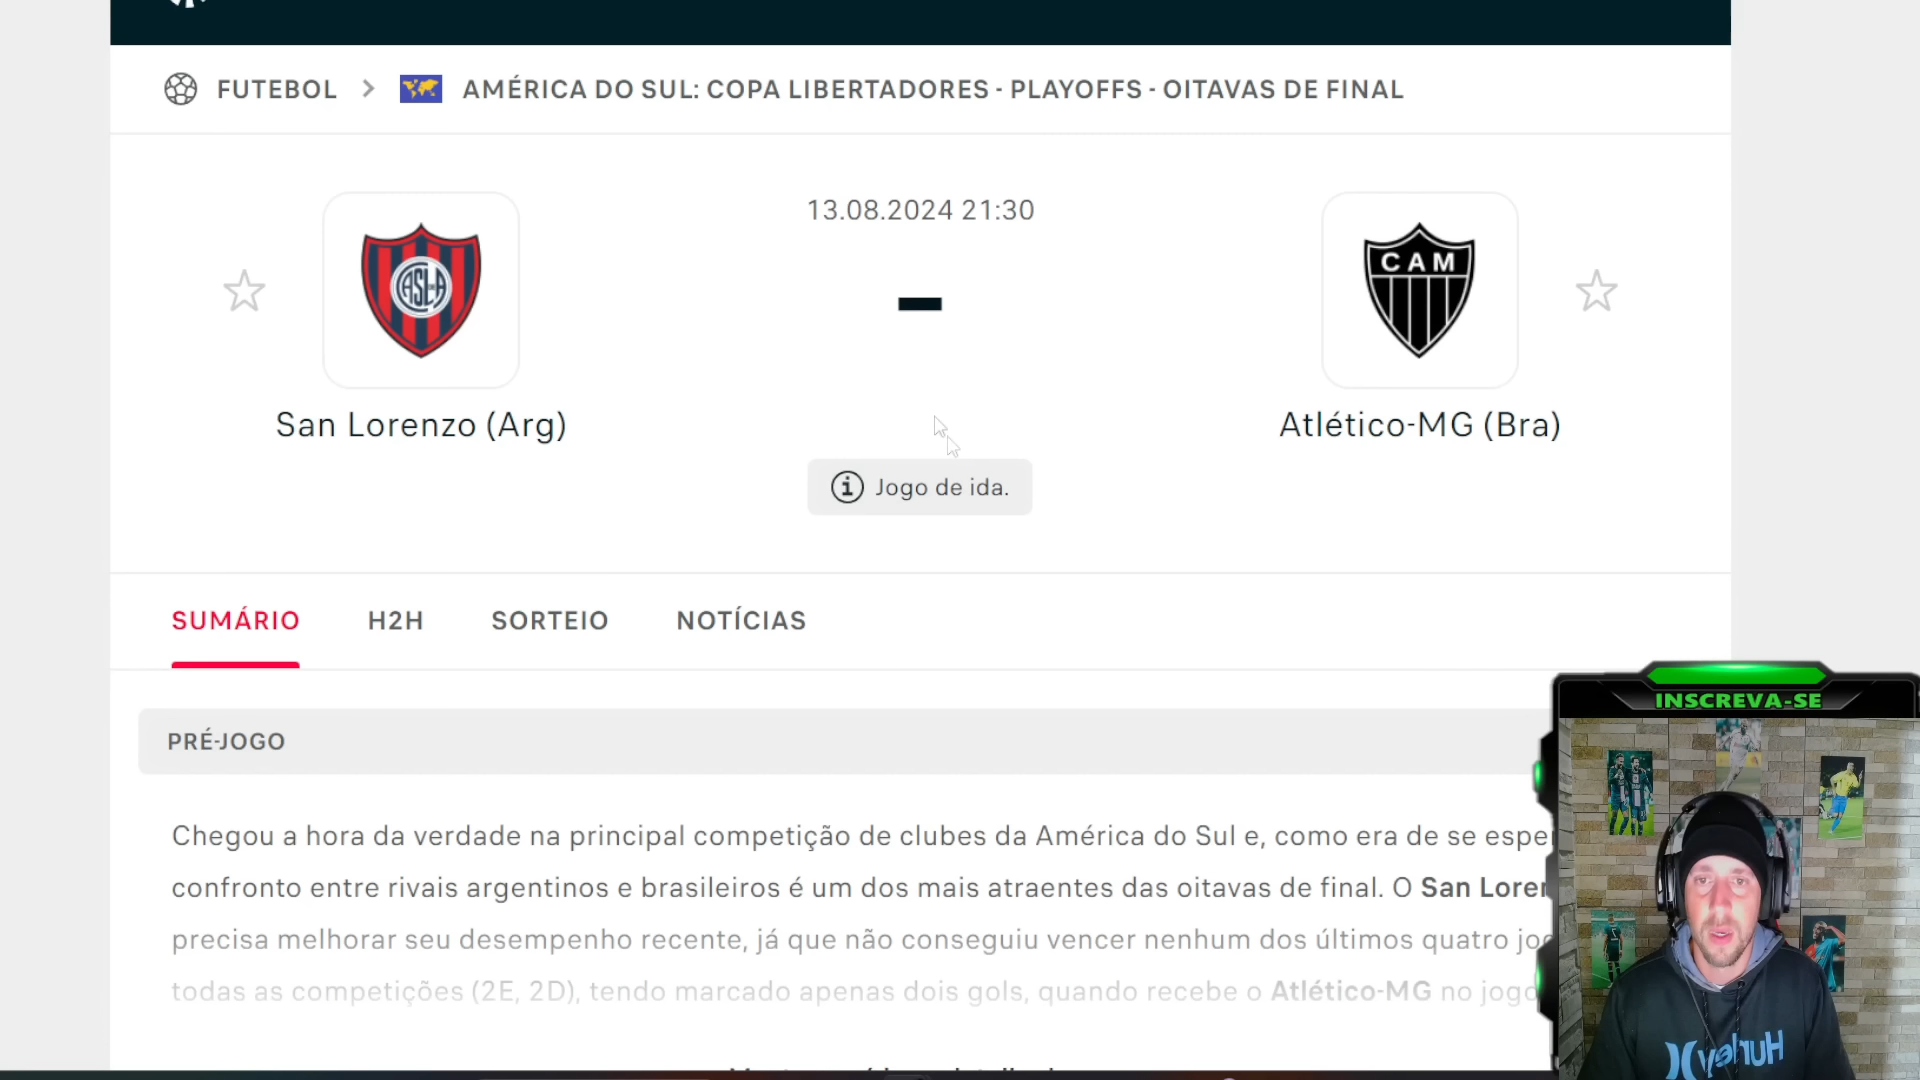 FUTEBOL > AMÉRICA DO SUL: COPA LIBERTADORES - PLAYOFFS - OITAVAS DE FINAL
13.08.2024 21:30
CASLA
CAM
-
San Lorenzo (Arg)
Atlético-MG (Bra)
Jogo de ida.
SUMÁRIO H2H SORTEIO NOTÍCIAS
PRÉ-JOGO
INSCREVA-SE
Chegou a hora da verdade na principal competição de clubes da América do Sul e, como era de se espe
confronto entre rivais argentinos e brasileiros é um dos mais atraentes das oitavas de final. O San Loren
precisa melhorar seu desempenho recente, já que não conseguiu vencer nenhum dos últimos quatro jo
todas as competições (2E, 2D), tendo marcado apenas dois gols, quando recebe o Atlético-MG no jogo
Hurley